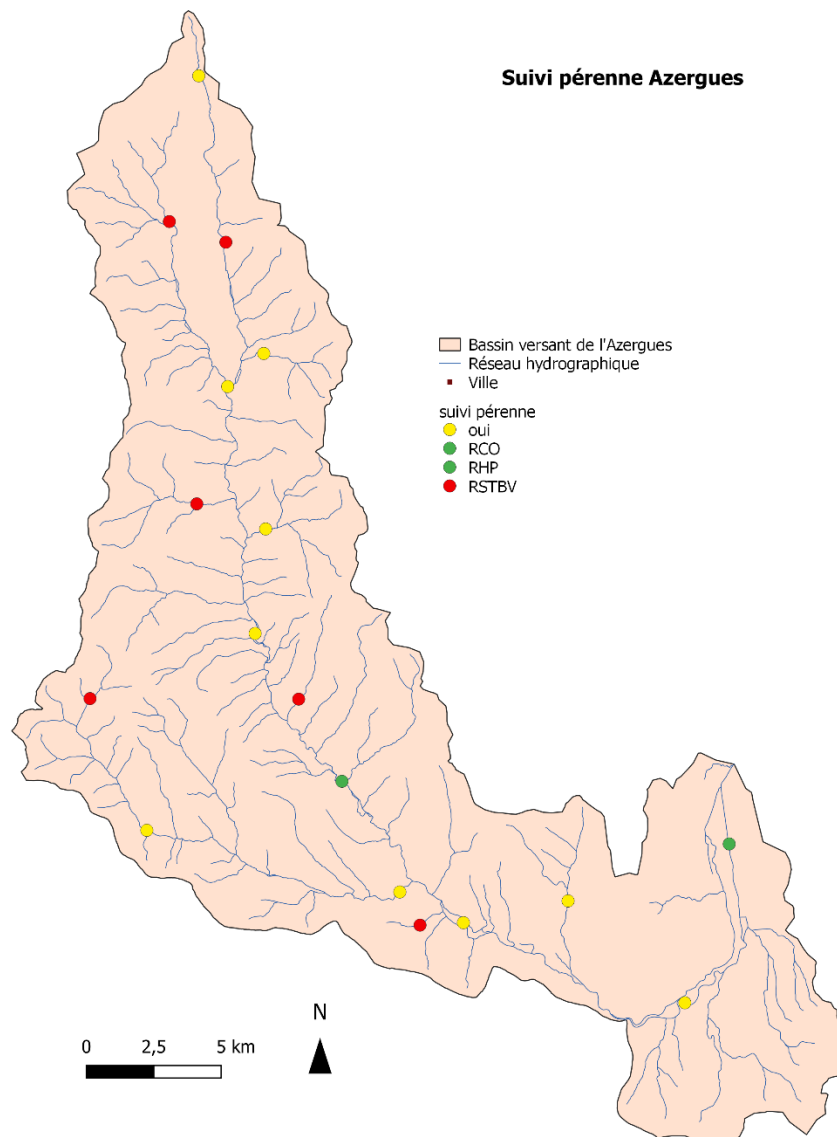 Suivi pérenne Azergues
Bassin versant de l'Azergues
Réseau hydrographique
Ville
suivi pérenne
oui
RCO
RHP
RSTBV
N
0 2,5 5 km